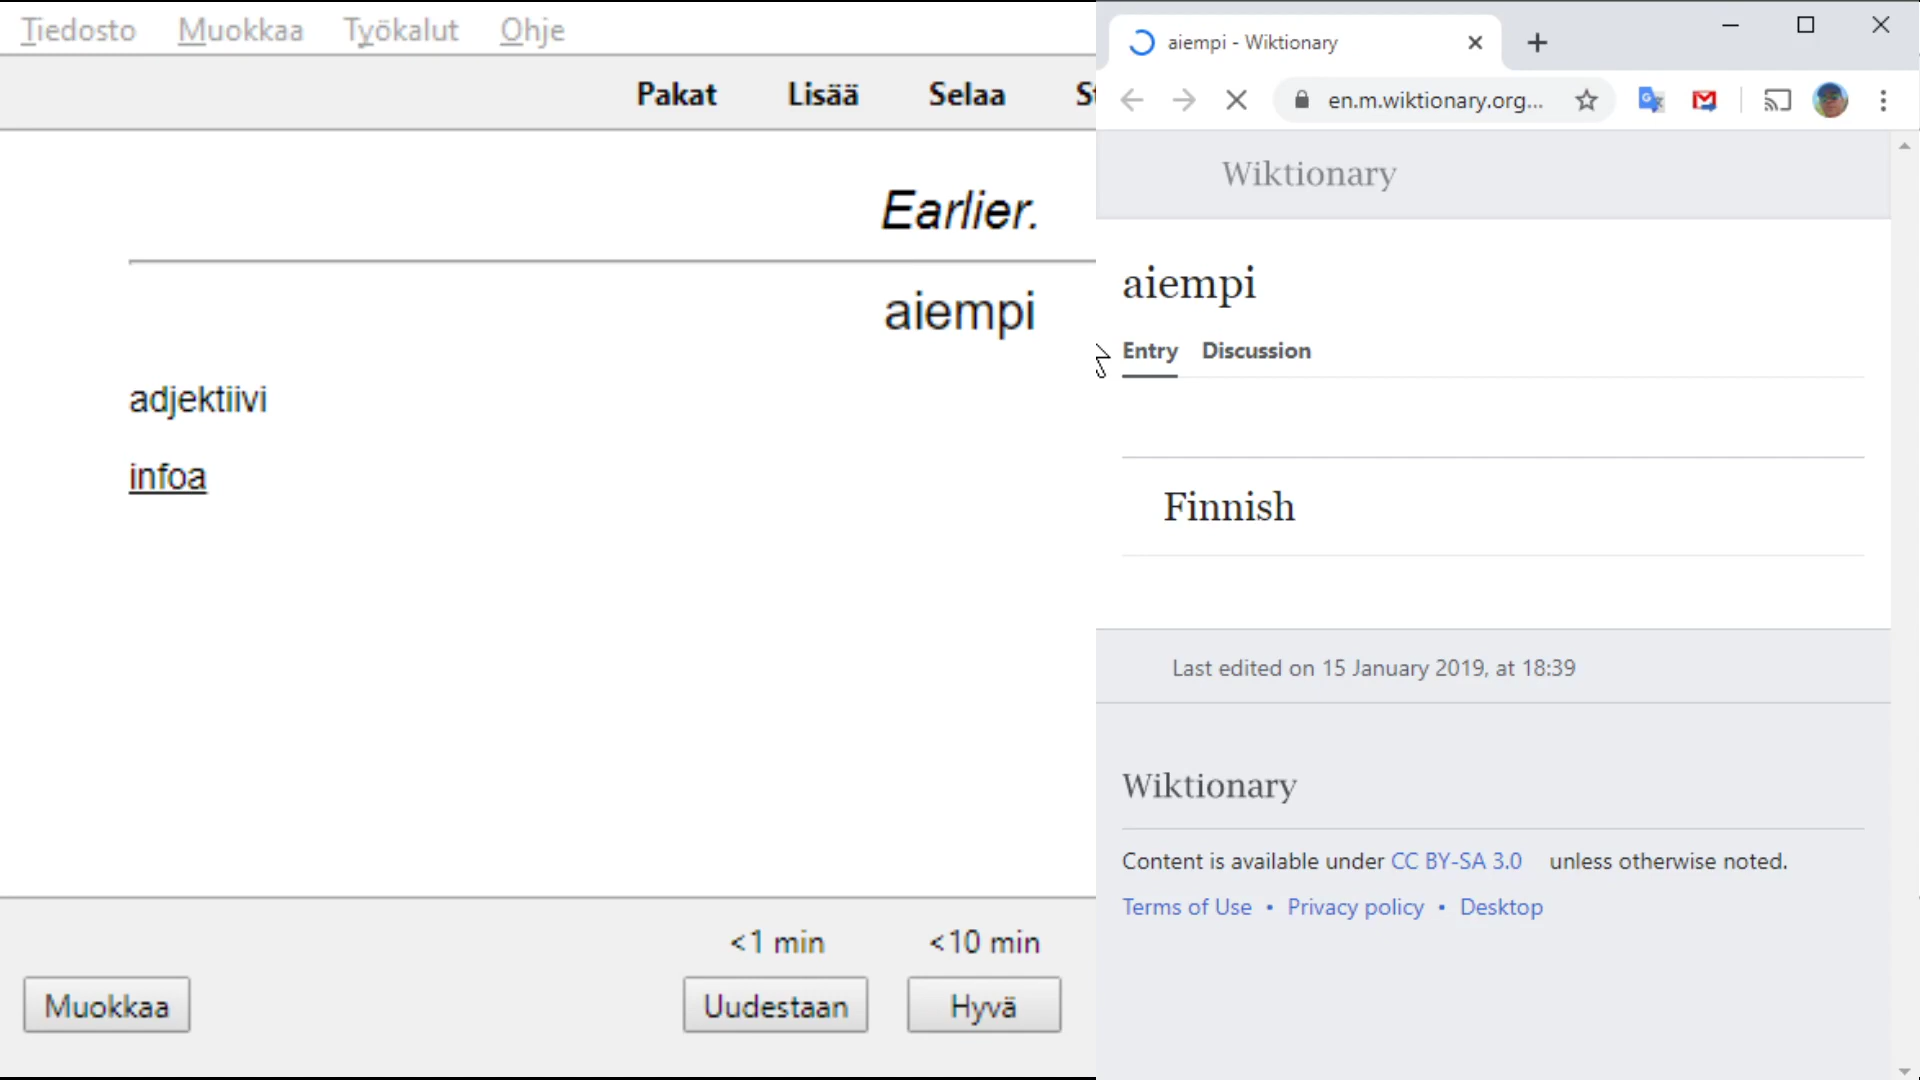 Tiedosto Muokkaa Työkalut Ohje
Pakat Lisää Selaa
Earlier.
aiempi
adjektiivi
infoa
<1 min <10 min
Muokkaa Uudestaan Hyvä
aiempi - Wiktionary
en.m.wiktionary.org...
Wiktionary
aiempi
Entry Discussion
Finnish
Last edited on 15 January 2019, at 18:39
Wiktionary
Content is available under CC BY-SA 3.0 unless otherwise noted.
Terms of Use • Privacy policy • Desktop